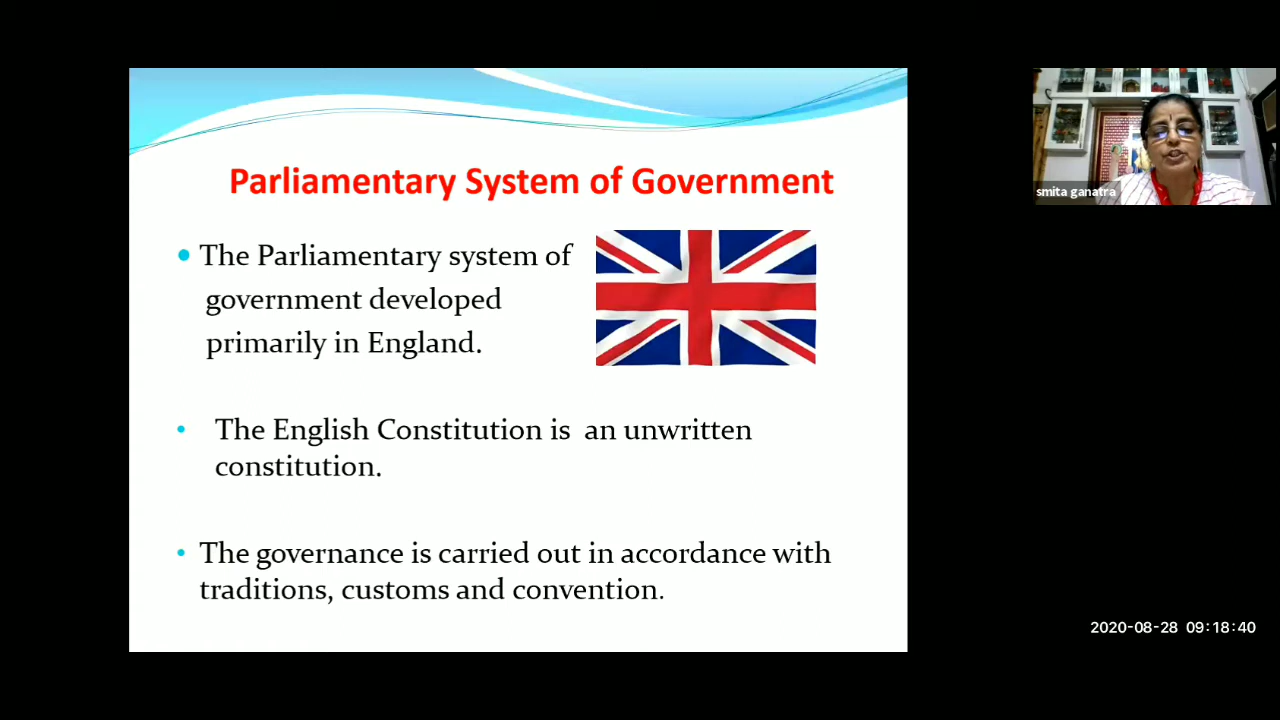 Parliamentary System of Government
The Parliamentary system of
government developed
primarily in England.
The English Constitution is an unwritten
constitution.
The governance is carried out in accordance with
traditions, customs and convention.
smita ganatra
2020-08-28 09:18:40